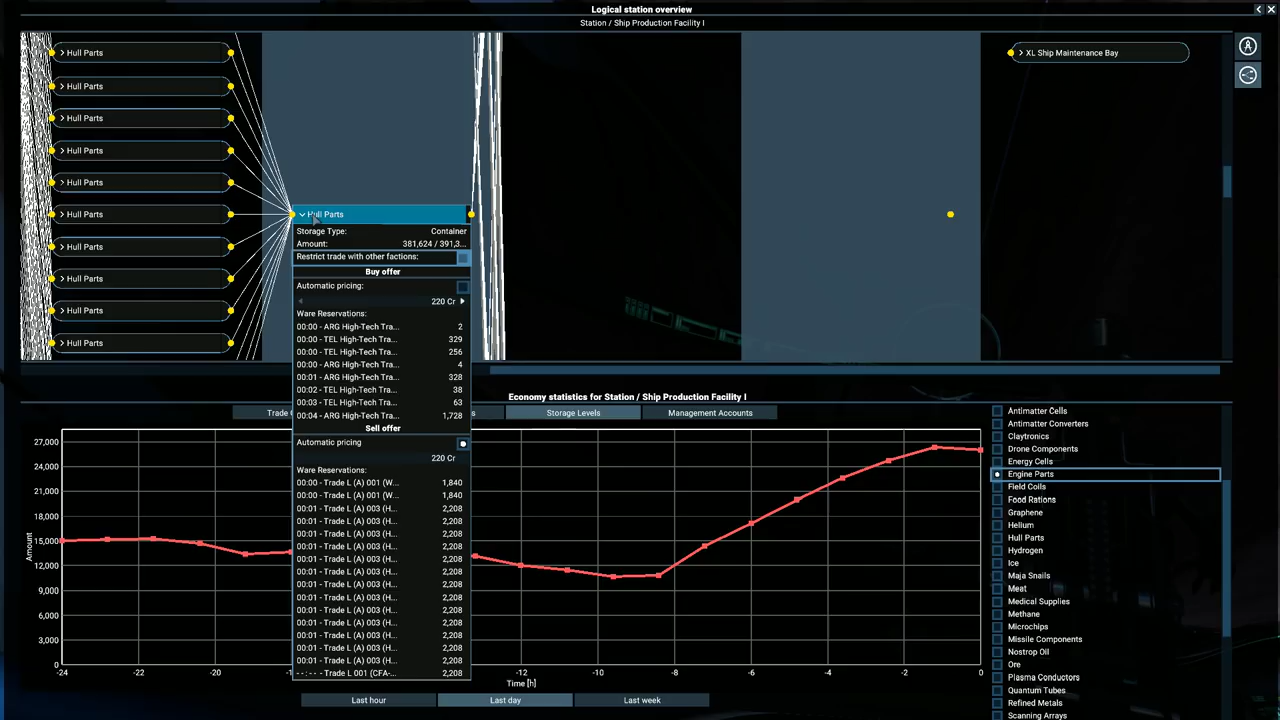 Logical station overview
Station / Ship Production Facility I
Hull Parts
Hull Parts
Hull Parts
Hull Parts
Hull Parts
Hull Parts
Hull Parts
Hull Parts
Hull Parts
Hull Parts
XL Ship Maintenance Bay
Hull Parts
Storage Type: Container
Amount: 381,624 / 391,3...
Restrict trade with other factions:
Buy offer
Automatic pricing:
220 Cr
Ware Reservations:
00:00 - ARG High-Tech Tra... 2
00:00 - TEL High-Tech Tra... 329
00:00 - TEL High-Tech Tra... 256
00:00 - ARG High-Tech Tra... 4
00:01 - ARG High-Tech Tra... 328
00:02 - TEL High-Tech Tra... 38
00:03 - TEL High-Tech Tra... 63
00:04 - ARG High-Tech Tra... 1,728
Sell offer
Automatic pricing
220 Cr
Ware Reservations:
00:00 - Trade L (A) 001 (W... 1,840
00:00 - Trade L (A) 001 (W... 1,840
00:01 - Trade L (A) 003 (H... 2,208
00:01 - Trade L (A) 003 (H... 2,208
00:01 - Trade L (A) 003 (H... 2,208
00:01 - Trade L (A) 003 (H... 2,208
00:01 - Trade L (A) 003 (H... 2,208
00:01 - Trade L (A) 003 (H... 2,208
00:01 - Trade L (A) 003 (H... 2,208
00:01 - Trade L (A) 003 (H... 2,208
00:01 - Trade L (A) 003 (H... 2,208
00:01 - Trade L (A) 003 (H... 2,208
00:01 - Trade L (A) 003 (H... 2,208
00:01 - Trade L (A) 003 (H... 2,208
00:01 - Trade L (A) 003 (H... 2,208
--:-- - Trade L 001 (CFA-... 2,208
Economy statistics for Station / Ship Production Facility I
Trade
Storage Levels
Management Accounts
27,000
24,000
21,000
18,000
15,000
12,000
9,000
6,000
3,000
0
Amount
-24 -22 -20 -12 -10 -8 -6 -4 -2 0
Time [h]
Last hour
Last day
Last week
Antimatter Cells
Antimatter Converters
Claytronics
Drone Components
Energy Cells
Engine Parts
Field Coils
Food Rations
Graphene
Helium
Hull Parts
Hydrogen
Ice
Maja Snails
Meat
Medical Supplies
Methane
Microchips
Missile Components
Nostrop Oil
Ore
Plasma Conductors
Quantum Tubes
Refined Metals
Scanning Arrays